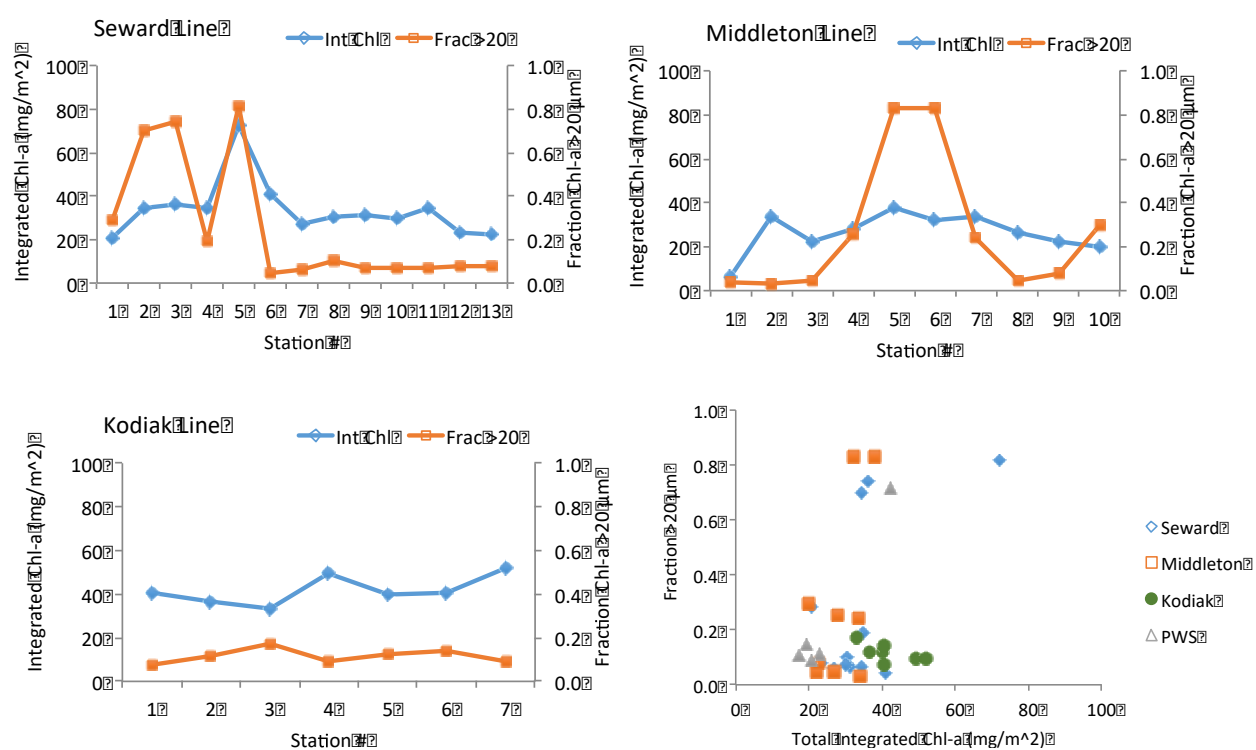 Seward Line
Int Chl Frac >20
Integrated Chl-a (mg/m^2)
100
80
60
40
20
0
1.0
0.8
0.6
0.4
0.2
0.0
Fraction Chl-a >20 µm
1 2 3 4 5 6 7 8 9 10 11 12 13
Station #
Middleton Line
Int Chl Frac >20
Integrated Chl-a (mg/m^2)
100
80
60
40
20
0
1.0
0.8
0.6
0.4
0.2
0.0
Fraction Chl-a >20 µm
1 2 3 4 5 6 7 8 9 10
Station #
Kodiak Line
Int Chl Frac >20
Integrated Chl-a (mg/m^2)
100
80
60
40
20
0
1.0
0.8
0.6
0.4
0.2
0.0
Fraction Chl-a >20 µm
1 2 3 4 5 6 7
Station #
Fraction >20 µm
1.0
0.8
0.6
0.4
0.2
0.0
0 20 40 60 80 100
Total Integrated Chl-a (mg/m^2)
Seward
Middleton
Kodiak
PWS